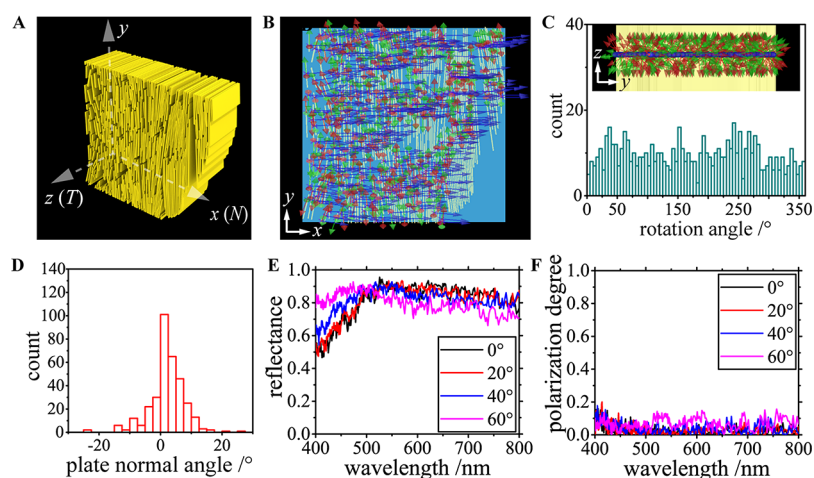 A
y
z (T)
x (N)
B
y
x
C
40
30
20
10
0
count
z
y
0 50 150 250 350
rotation angle /°
D
140
120
100
80
60
40
20
0
count
-20 0 20
plate normal angle /°
E
1.0
0.8
0.6
0.4
0.2
0.0
reflectance
0°
20°
40°
60°
400 500 600 700 800
wavelength /nm
F
1.0
0.8
0.6
0.4
0.2
0.0
polarization degree
0°
20°
40°
60°
400 500 600 700 800
wavelength /nm